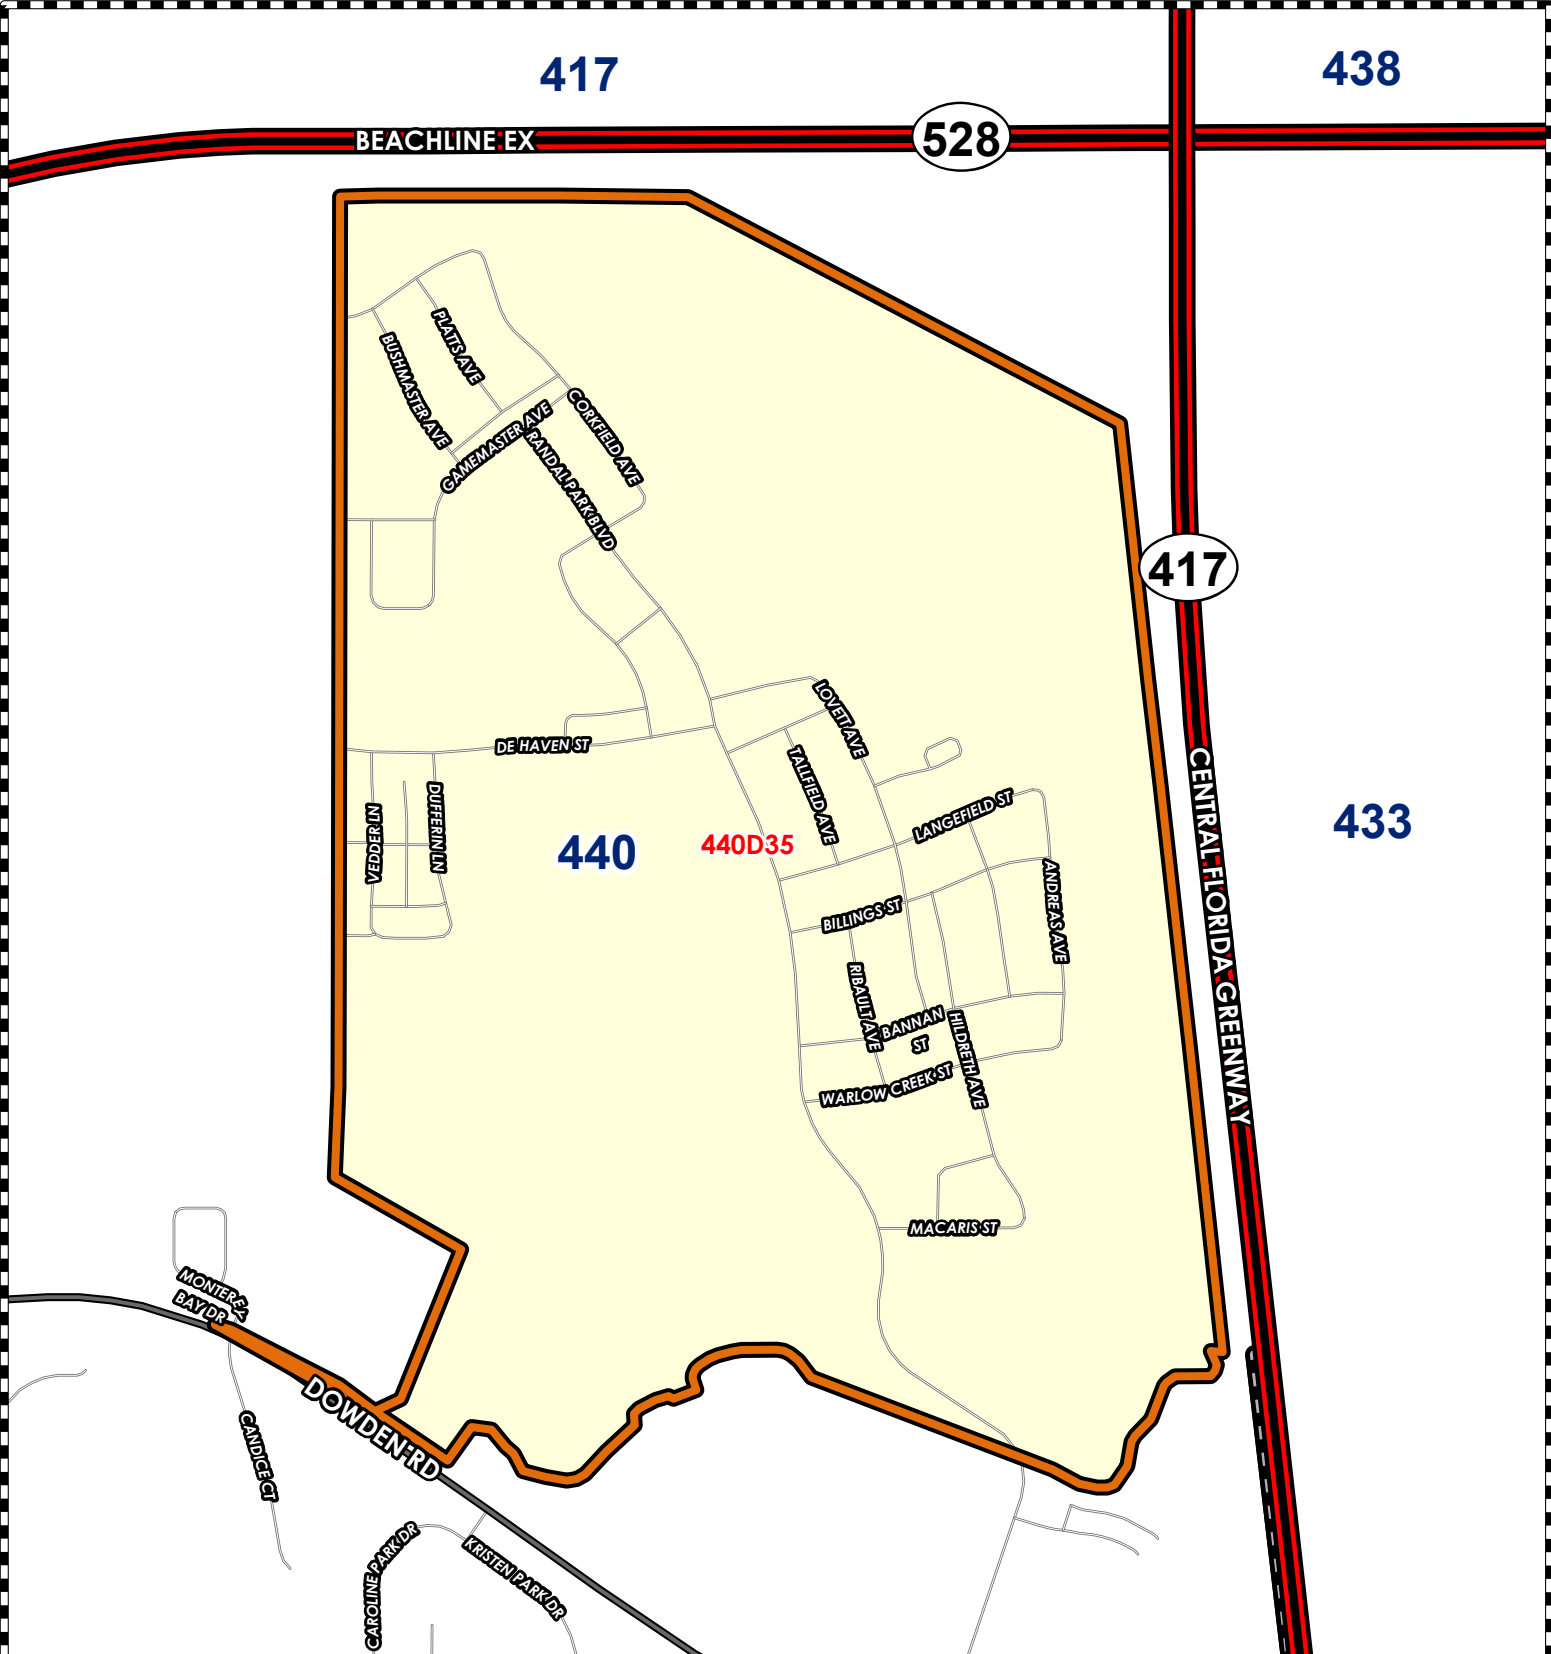 417
438
BEACHLINE EX
528
PLATTS AVE
BUSHMASTER AVE
GAMEMASTER AVE
CORKFIELD AVE
RANDAL PARK BLVD
417
LOVETT AVE
DE HAVEN ST
TALLFIELD AVE
CENTRAL FLORIDA GREENWAY
DUFFERIN LN
VEDDER LN
LANGEFIELD ST
440
440D35
433
ANDREAS AVE
BILLINGS ST
RIBAULT AVE
BANNAN
ST
HILDRETH AVE
WARLOW CREEK ST
MACARIS ST
MONTEREY
BAY DR
DOWDEN RD
CANDICE CT
CAROLINE PARK DR
KRISTEN PARK DR